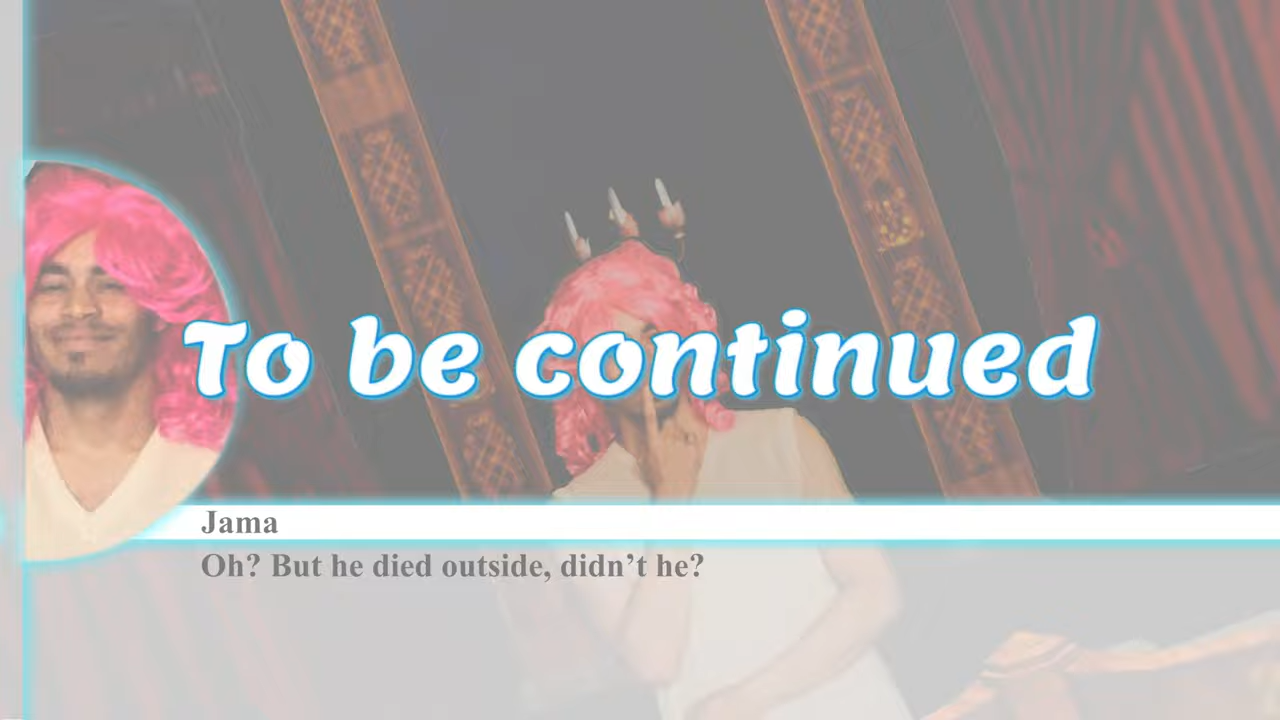 To be continued
Jama
Oh? But he died outside, didn’t he?